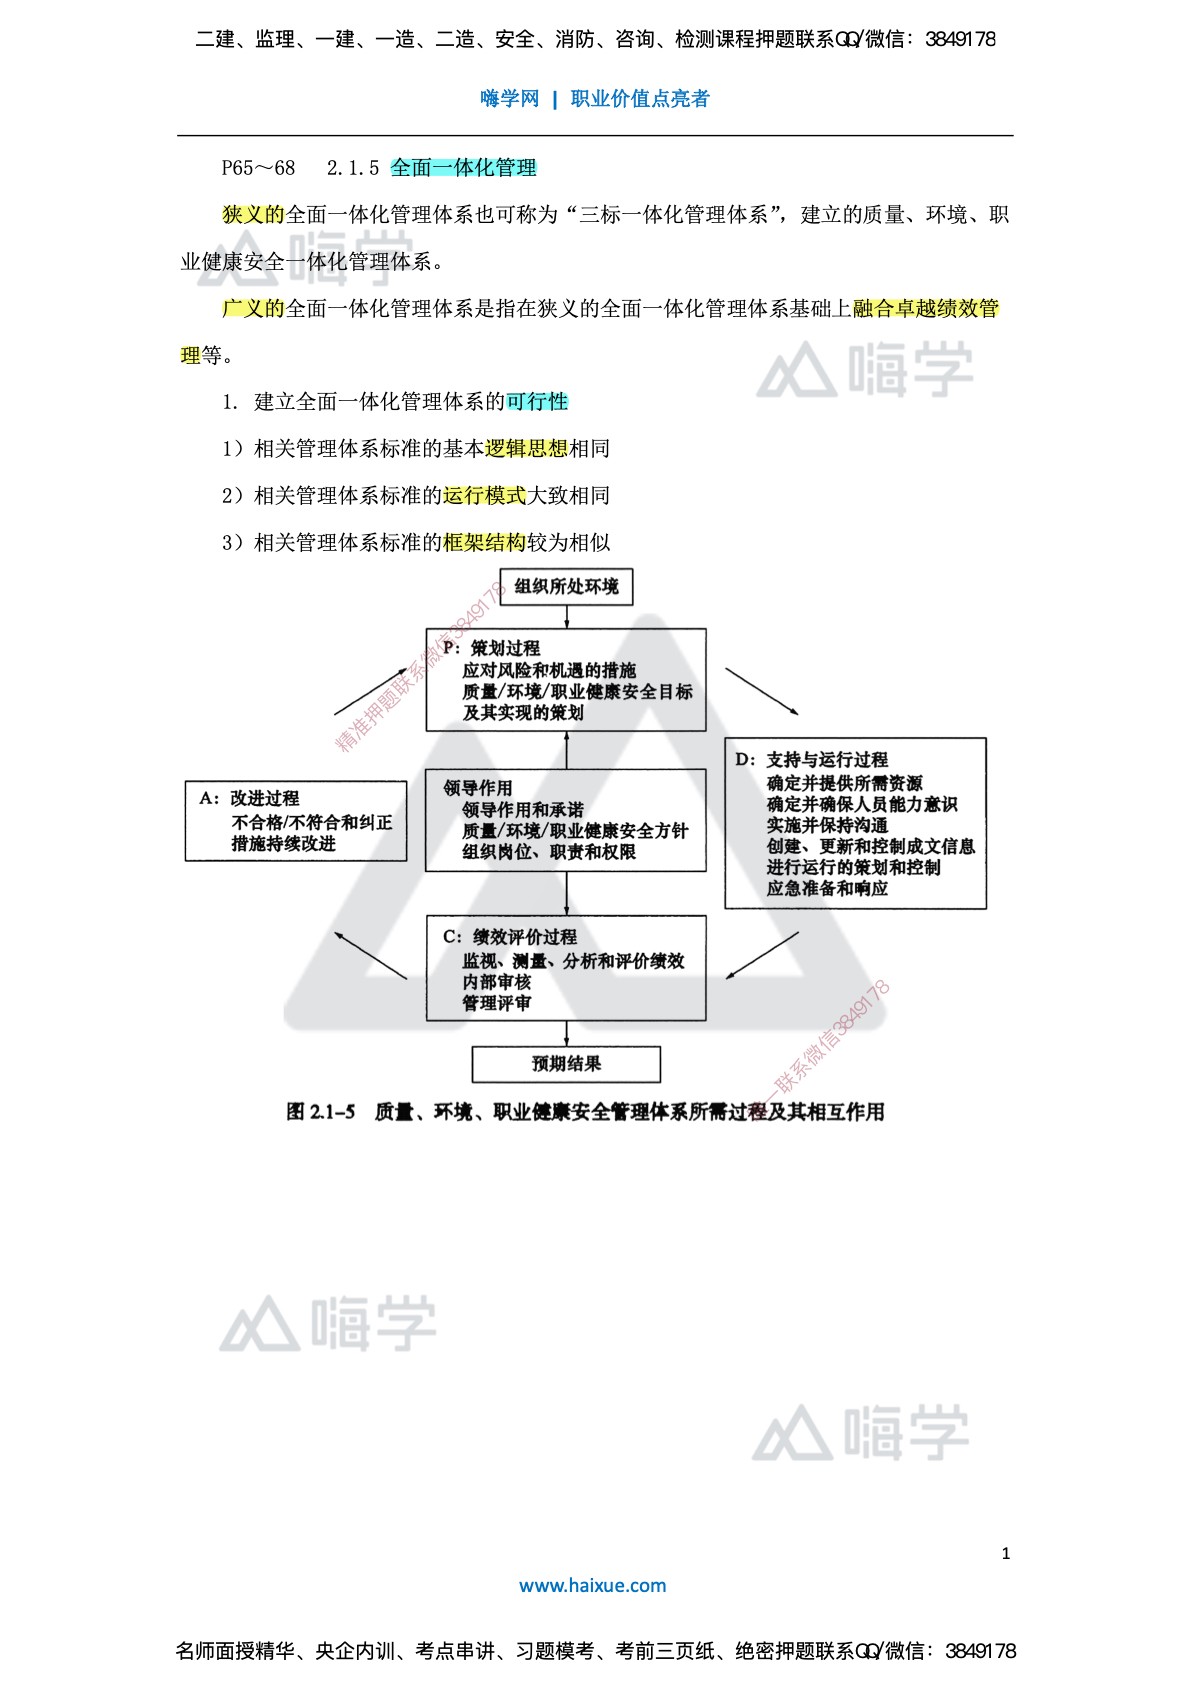 二建、监理、一建、一造、二造、安全、消防、咨询、检测课程押题联系QQ/微信：3849178
嗨学网 | 职业价值点亮者
P65～68 2.1.5 全面一体化管理
狭义的全面一体化管理体系也可称为“三标一体化管理体系”，建立的质量、环境、职
业健康安全一体化管理体系。
广义的全面一体化管理体系是指在狭义的全面一体化管理体系基础上融合卓越绩效管
理等。
嗨学
嗨学
1. 建立全面一体化管理体系的可行性
1）相关管理体系标准的基本逻辑思想相同
2）相关管理体系标准的运行模式大致相同
3）相关管理体系标准的框架结构较为相似
组织所处环境
精准押题联系微信3849178
P：策划过程
应对风险和机遇的措施
质量/环境/职业健康安全目标
及其实现的策划
A：改进过程
不合格/不符合和纠正
措施持续改进
领导作用
领导作用和承诺
质量/环境/职业健康安全方针
组织岗位、职责和权限
D：支持与运行过程
确定并提供所需资源
确定并确保人员能力意识
实施并保持沟通
创建、更新和控制成文信息
进行运行的策划和控制
应急准备和响应
C：绩效评价过程
监视、测量、分析和评价绩效
内部审核
管理评审
一联系微信3849178
预期结果
图 2.1-5 质量、环境、职业健康安全管理体系所需过程及其相互作用
嗨学
嗨学
1
www.haixue.com
名师面授精华、央企内训、考点串讲、习题模考、考前三页纸、绝密押题联系QQ/微信：3849178